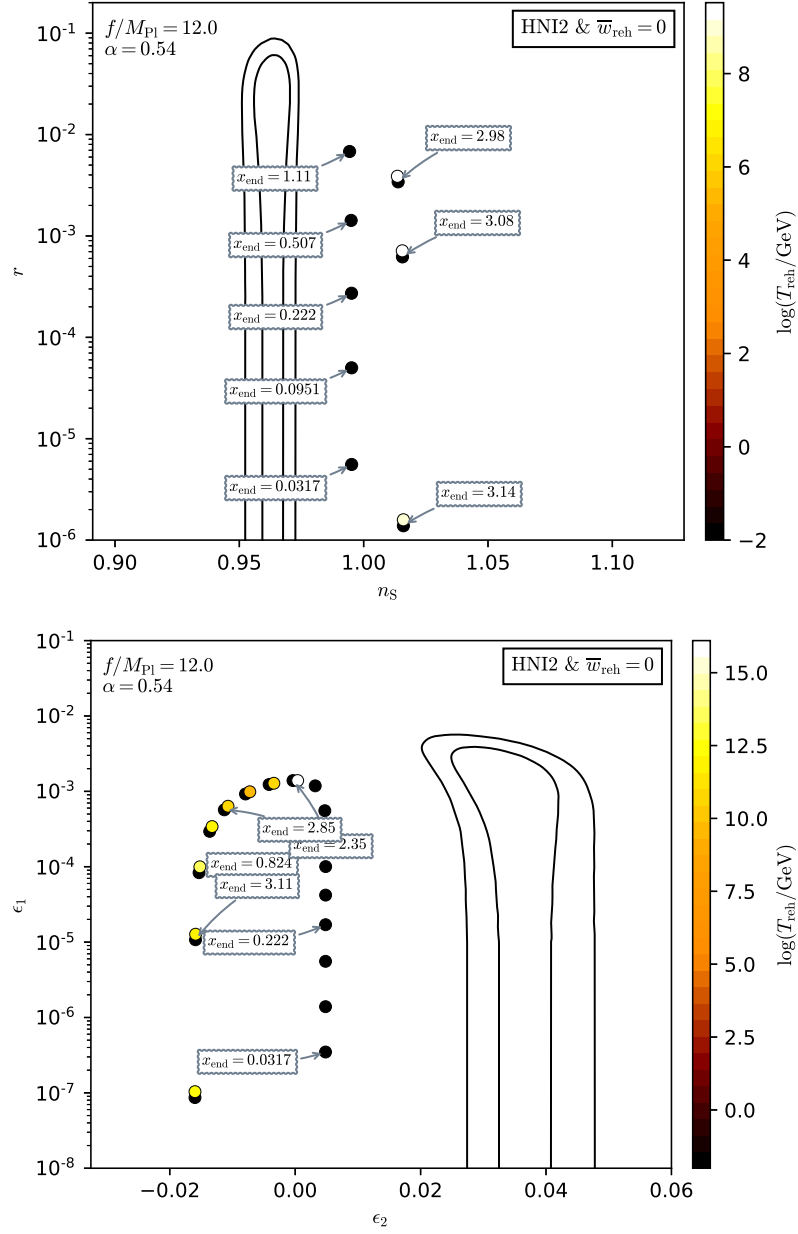 f/M_Pl = 12.0
α = 0.54
HNI2 & w̅_reh = 0
10^-1
10^-2
10^-3
10^-4
10^-5
10^-6
r
x_end = 2.98
x_end = 1.11
x_end = 3.08
x_end = 0.507
x_end = 0.222
x_end = 0.0951
x_end = 0.0317
x_end = 3.14
0.90 0.95 1.00 1.05 1.10
n_S
8
6
4
2
0
−2
log(T_reh/GeV)
f/M_Pl = 12.0
α = 0.54
HNI2 & w̅_reh = 0
10^-1
10^-2
10^-3
10^-4
10^-5
10^-6
10^-7
10^-8
ϵ_1
x_end = 2.85
x_end = 2.35
x_end = 0.824
x_end = 3.11
x_end = 0.222
x_end = 0.0317
−0.02 0.00 0.02 0.04 0.06
ϵ_2
15.0
12.5
10.0
7.5
5.0
2.5
0.0
log(T_reh/GeV)